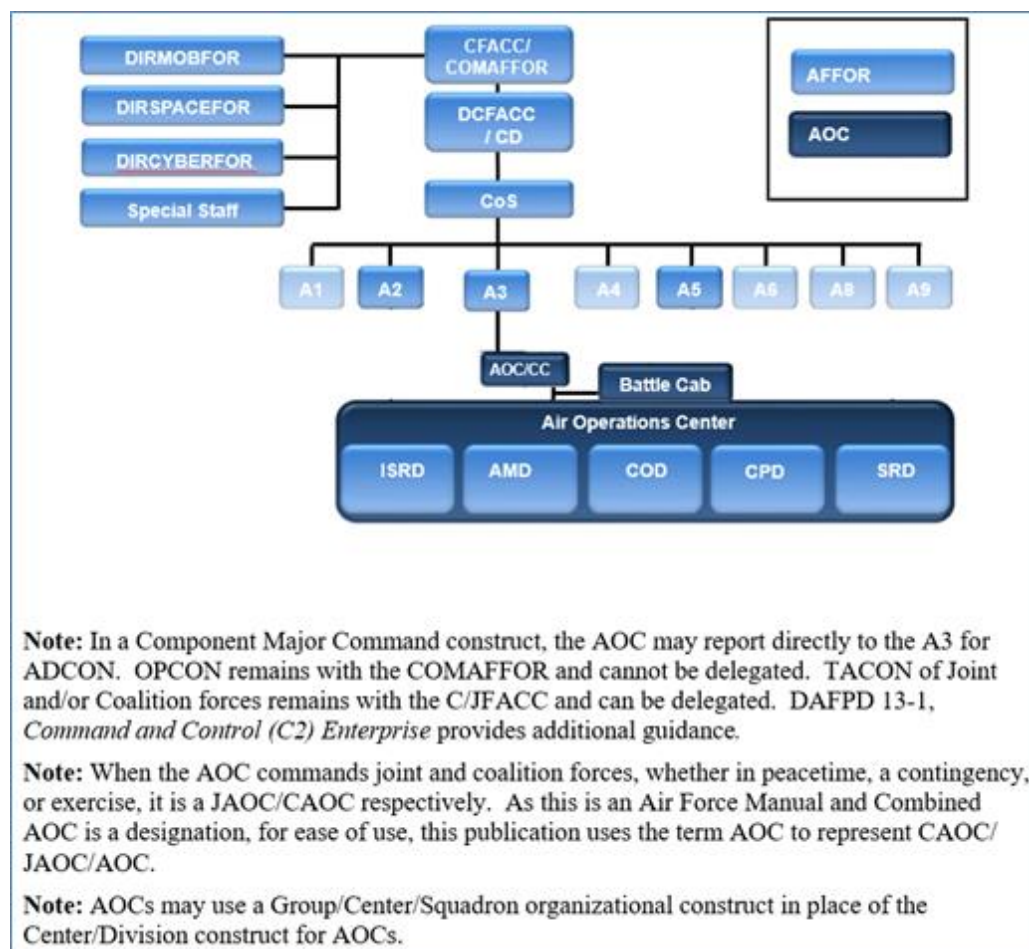 DIRMOBFOR
DIRSPACEFOR
DIRCYBERFOR
Special Staff
CFACC/
COMAFFOR
DCFACC
/ CD
CoS
AFFOR
AOC
A1 A2 A3 A4 A5 A6 A8 A9
AOC/CC
Battle Cab
Air Operations Center
ISRD AMD COD CPD SRD
Note: In a Component Major Command construct, the AOC may report directly to the A3 for
ADCON. OPCON remains with the COMAFFOR and cannot be delegated. TACON of Joint
and/or Coalition forces remains with the C/JFACC and can be delegated. DAFPD 13-1,
Command and Control (C2) Enterprise provides additional guidance.
Note: When the AOC commands joint and coalition forces, whether in peacetime, a contingency,
or exercise, it is a JAOC/CAOC respectively. As this is an Air Force Manual and Combined
AOC is a designation, for ease of use, this publication uses the term AOC to represent CAOC/
JAOC/AOC.
Note: AOCs may use a Group/Center/Squadron organizational construct in place of the
Center/Division construct for AOCs.